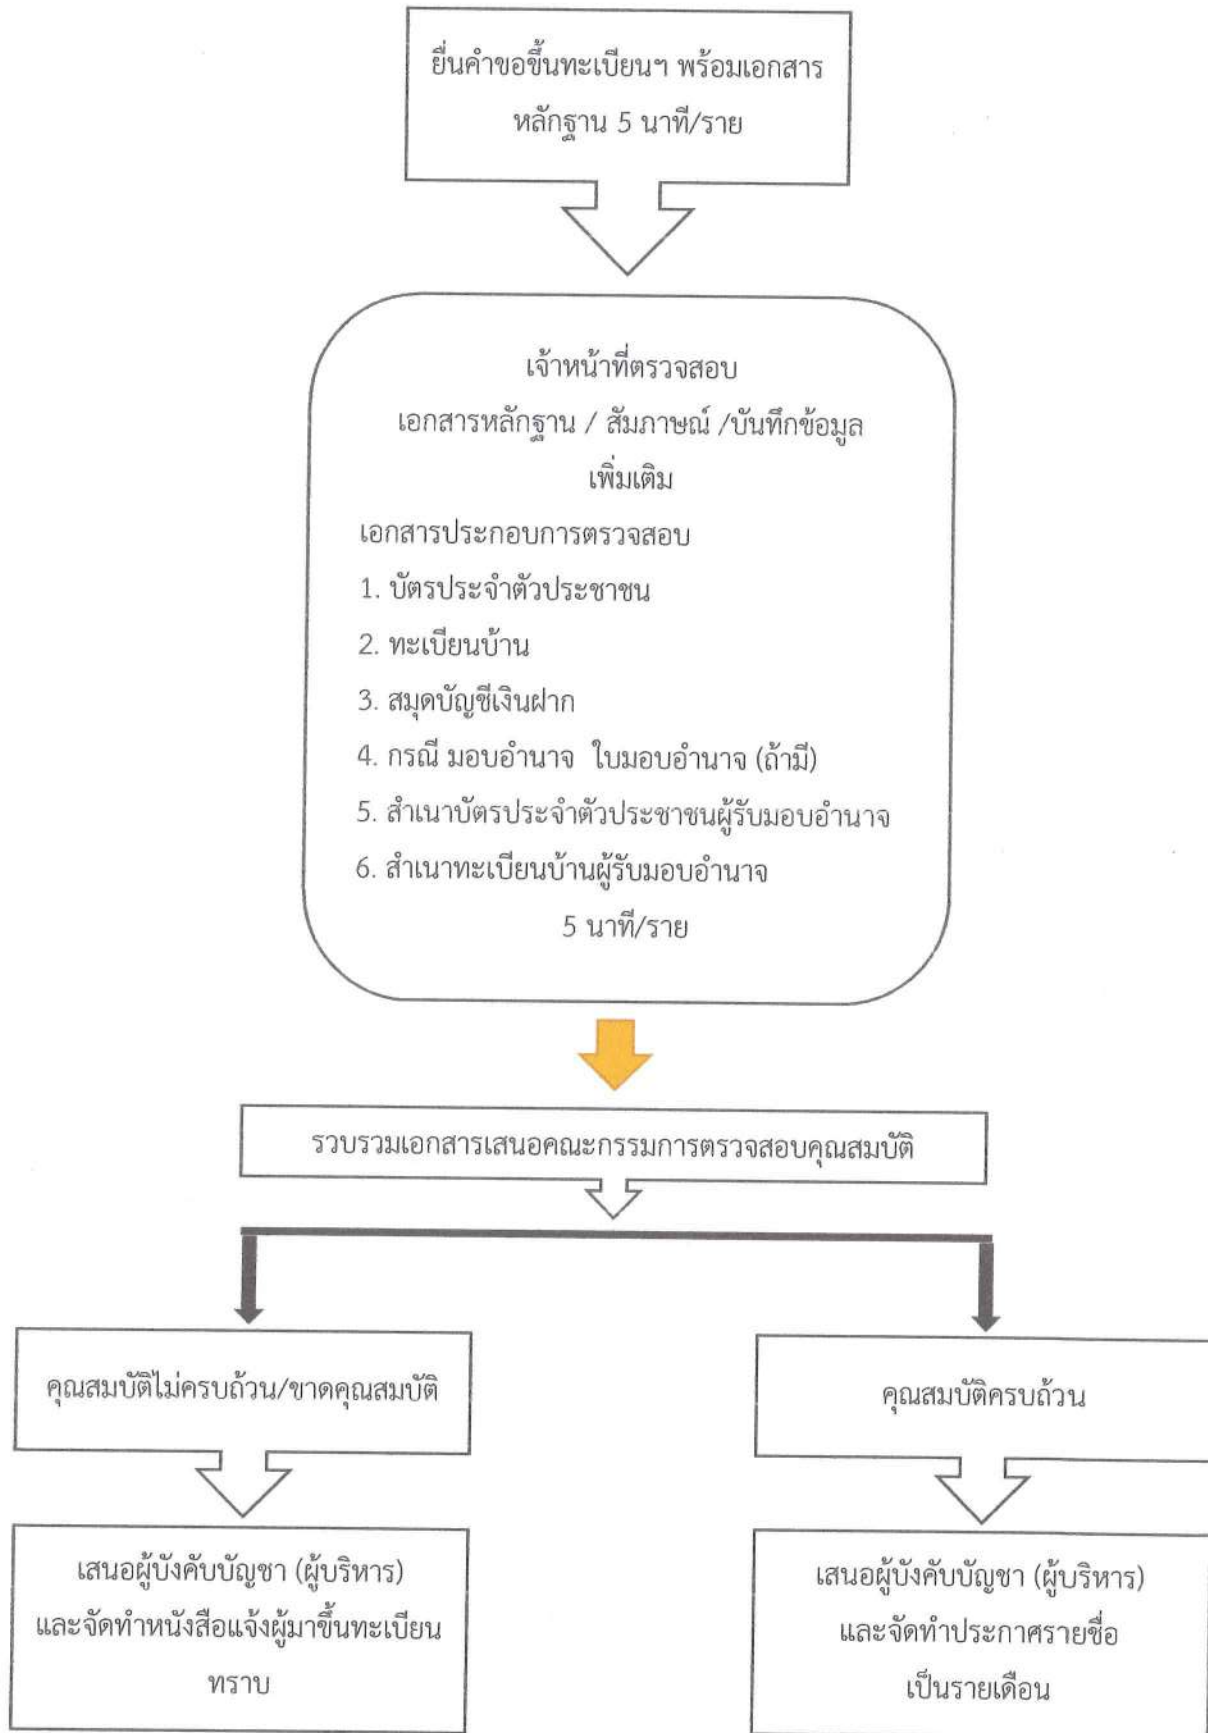 ยื่นคำขอขึ้นทะเบียนฯ พร้อมเอกสาร
หลักฐาน 5 นาที/ราย
เจ้าหน้าที่ตรวจสอบ
เอกสารหลักฐาน / สัมภาษณ์ /บันทึกข้อมูล
เพิ่มเติม
เอกสารประกอบการตรวจสอบ
1. บัตรประจำตัวประชาชน
2. ทะเบียนบ้าน
3. สมุดบัญชีเงินฝาก
4. กรณี มอบอำนาจ  ใบมอบอำนาจ (ถ้ามี)
5. สำเนาบัตรประจำตัวประชาชนผู้รับมอบอำนาจ
6. สำเนาทะเบียนบ้านผู้รับมอบอำนาจ
5 นาที/ราย
รวบรวมเอกสารเสนอคณะกรรมการตรวจสอบคุณสมบัติ
คุณสมบัติไม่ครบถ้วน/ขาดคุณสมบัติ
เสนอผู้บังคับบัญชา (ผู้บริหาร)
และจัดทำหนังสือแจ้งผู้มาขึ้นทะเบียน
ทราบ
คุณสมบัติครบถ้วน
เสนอผู้บังคับบัญชา (ผู้บริหาร)
และจัดทำประกาศรายชื่อ
เป็นรายเดือน